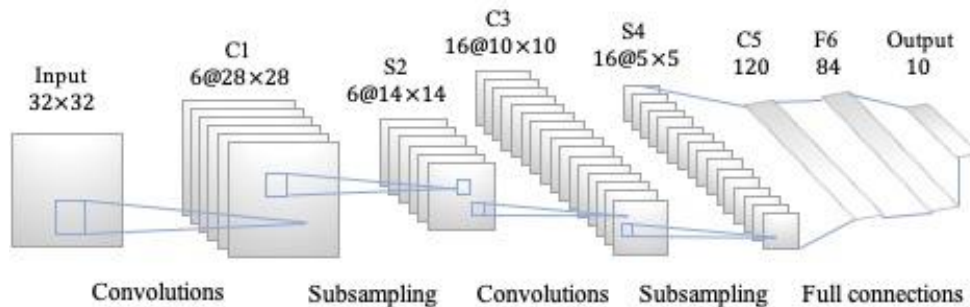 Input
32×32
C1
6@28×28
S2
6@14×14
C3
16@10×10
S4
16@5×5
C5
120
F6
84
Output
10
Convolutions
Subsampling
Convolutions
Subsampling
Full connections